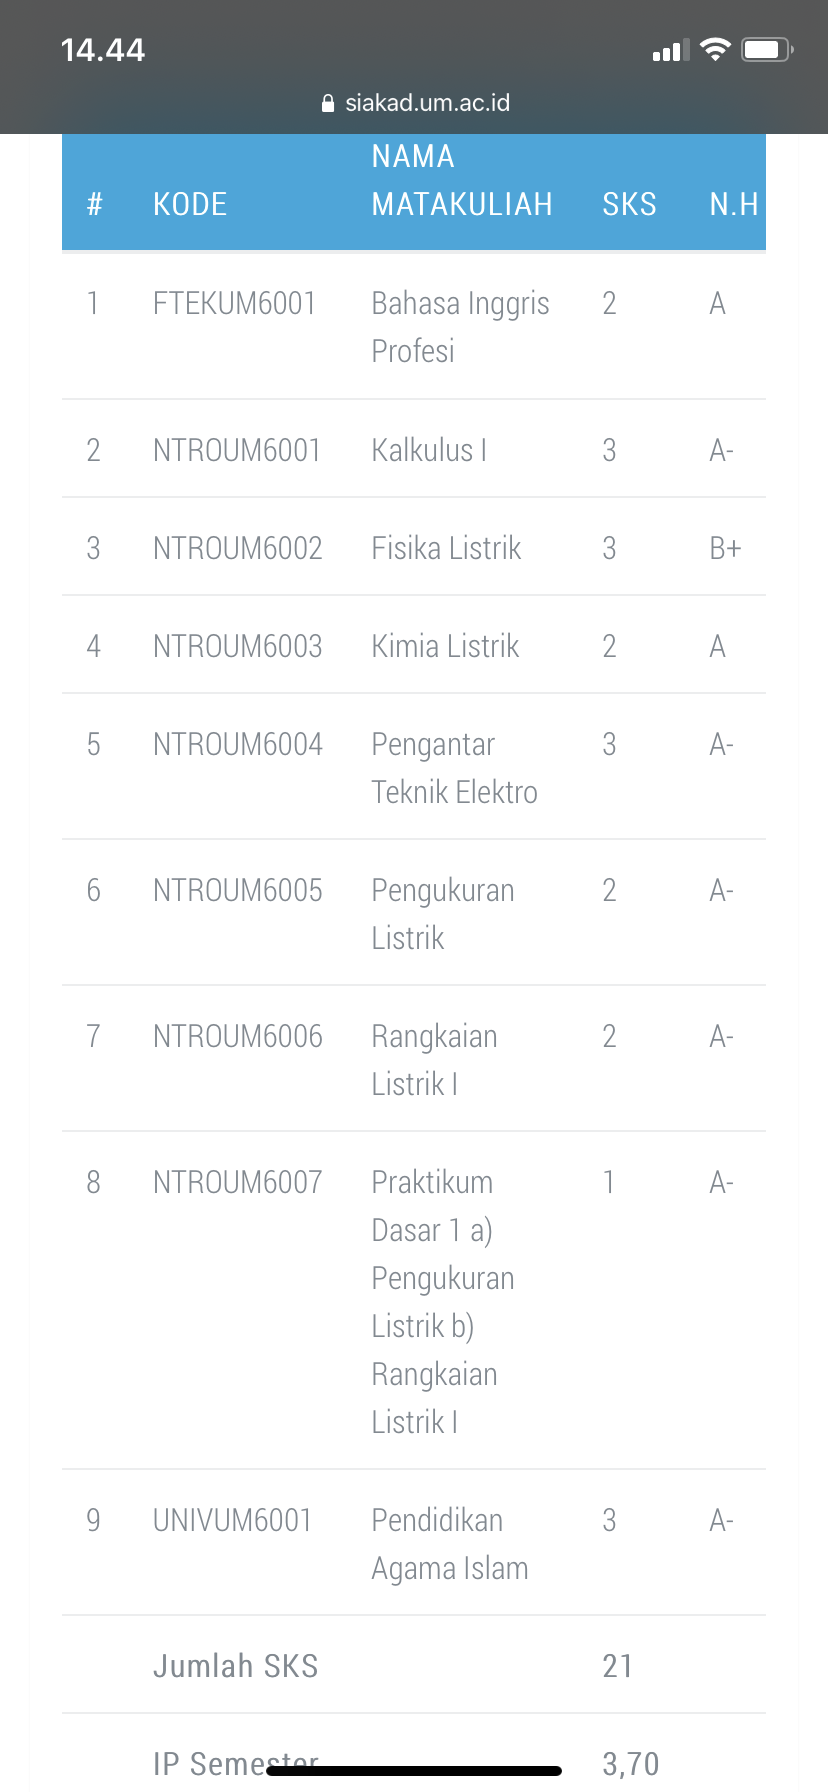 14.44
siakad.um.ac.id
# KODE NAMA MATAKULIAH SKS N.H
1 FTEKUM6001 Bahasa Inggris Profesi 2 A
2 NTROUM6001 Kalkulus I 3 A-
3 NTROUM6002 Fisika Listrik 3 B+
4 NTROUM6003 Kimia Listrik 2 A
5 NTROUM6004 Pengantar Teknik Elektro 3 A-
6 NTROUM6005 Pengukuran Listrik 2 A-
7 NTROUM6006 Rangkaian Listrik I 2 A-
8 NTROUM6007 Praktikum Dasar 1 a) Pengukuran Listrik b) Rangkaian Listrik I 1 A-
9 UNIVUM6001 Pendidikan Agama Islam 3 A-
Jumlah SKS 21
IP Semester 3,70